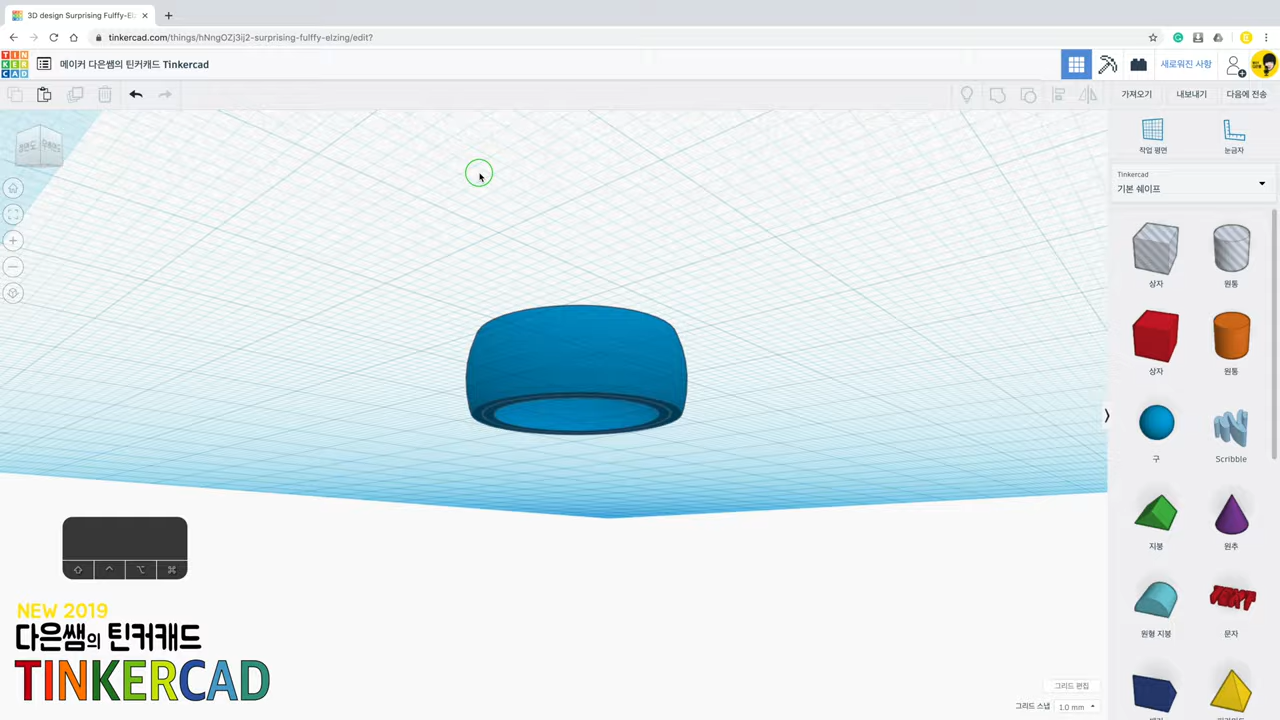 3D design Surprising Fulffy-Elz
tinkercad.com/things/hNngOZj3ij2-surprising-fulffy-elzing/edit?
TIN
KER
CAD
메이커 다은쌤의 틴커캐드 Tinkercad
새로워진 사항
가져오기
내보내기
다음에 전송
작업 평면
눈금자
Tinkercad
기본 쉐이프
상자
원통
상자
원통
구
Scribble
지붕
원추
원형 지붕
문자
그리드 편집
그리드 스냅
1.0 mm
NEW 2019
다은쌤의 틴커캐드
TINKERCAD